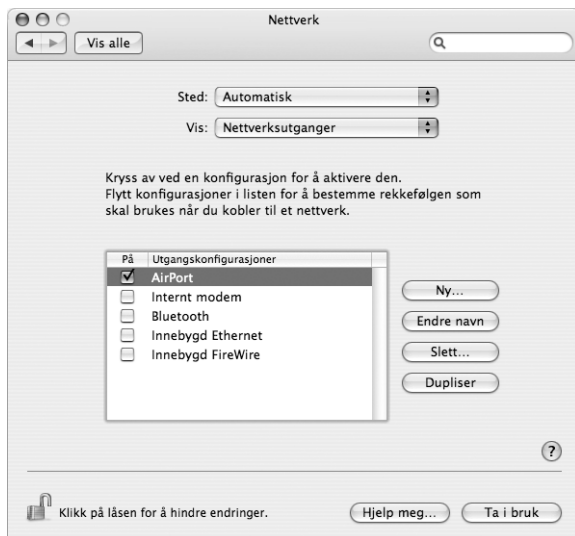 Nettverk
Vis alle
Sted: Automatisk
Vis: Nettverksutganger
Kryss av ved en konfigurasjon for å aktivere den.
Flytt konfigurasjoner i listen for å bestemme rekkefølgen som
skal brukes når du kobler til et nettverk.
På Utgangskonfigurasjoner
AirPort
Internt modem
Bluetooth
Innebygd Ethernet
Innebygd FireWire
Ny...
Endre navn
Slett...
Dupliser
?
Klikk på låsen for å hindre endringer.
Hjelp meg... Ta i bruk